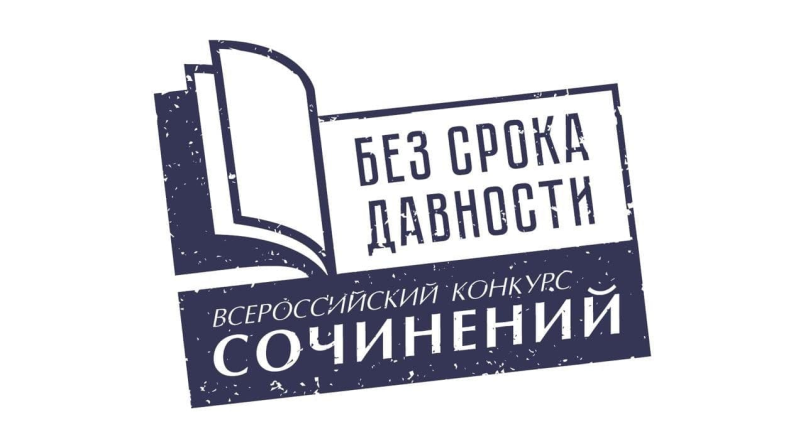 БЕЗ СРОКА
ДАВНОСТИ
ВСЕРОССИЙСКИЙ КОНКУРС
СОЧИНЕНИЙ